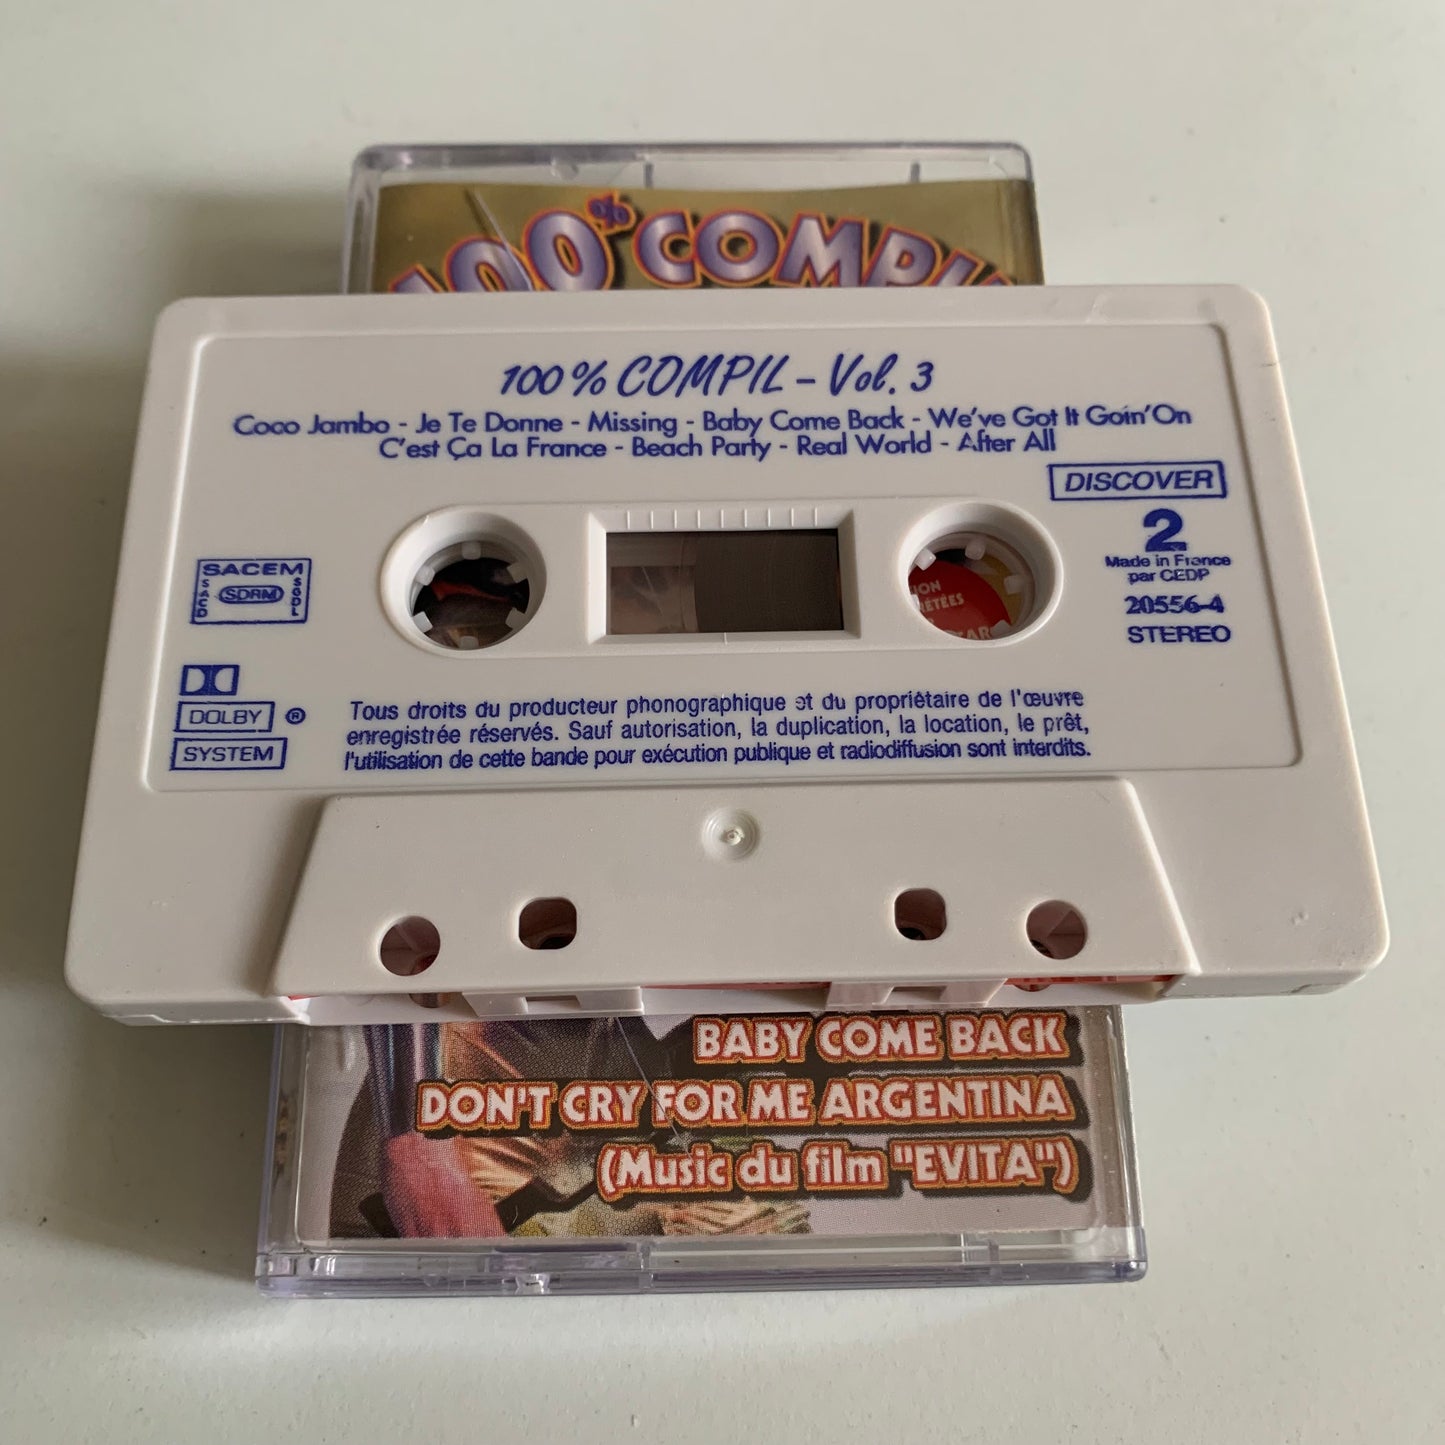 100% COMPIL
100% COMPIL - Vol. 3
Coco Jambo - Je Te Donne - Missing - Baby Come Back - We've Got It Goin' On
C'est Ça La France - Beach Party - Real World - After All
DISCOVER
2
Made in France
par CEDP
20556-4
STEREO
SACEM
SACD
SDRM
SGDL
DOLBY ®
SYSTEM
Tous droits du producteur phonographique et du propriétaire de l'œuvre
enregistrée réservés. Sauf autorisation, la duplication, la location, le prêt,
l'utilisation de cette bande pour exécution publique et radiodiffusion sont interdits.
BABY COME BACK
DON'T CRY FOR ME ARGENTINA
(Music du film "EVITA")